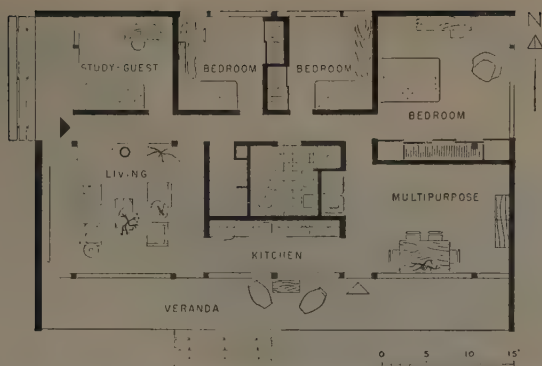 N
STUDY-GUEST
BEDROOM
BEDROOM
BEDROOM
LIVING
MULTIPURPOSE
KITCHEN
VERANDA
0 5 10 15'